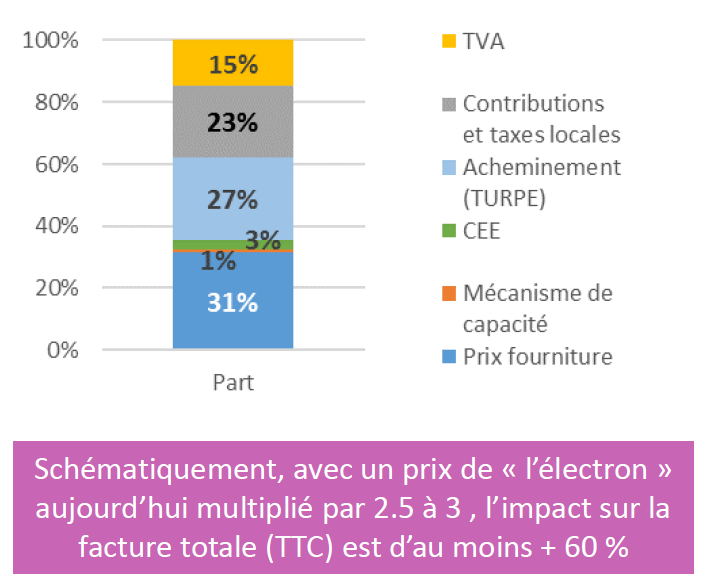 100%
80%
60%
40%
20%
0%
15%
23%
27%
3%
1%
31%
Part
TVA
Contributions
et taxes locales
Acheminement
(TURPE)
CEE
Mécanisme de
capacité
Prix fourniture
Schématiquement, avec un prix de « l’électron »
aujourd’hui multiplié par 2.5 à 3 , l’impact sur la
facture totale (TTC) est d’au moins + 60 %